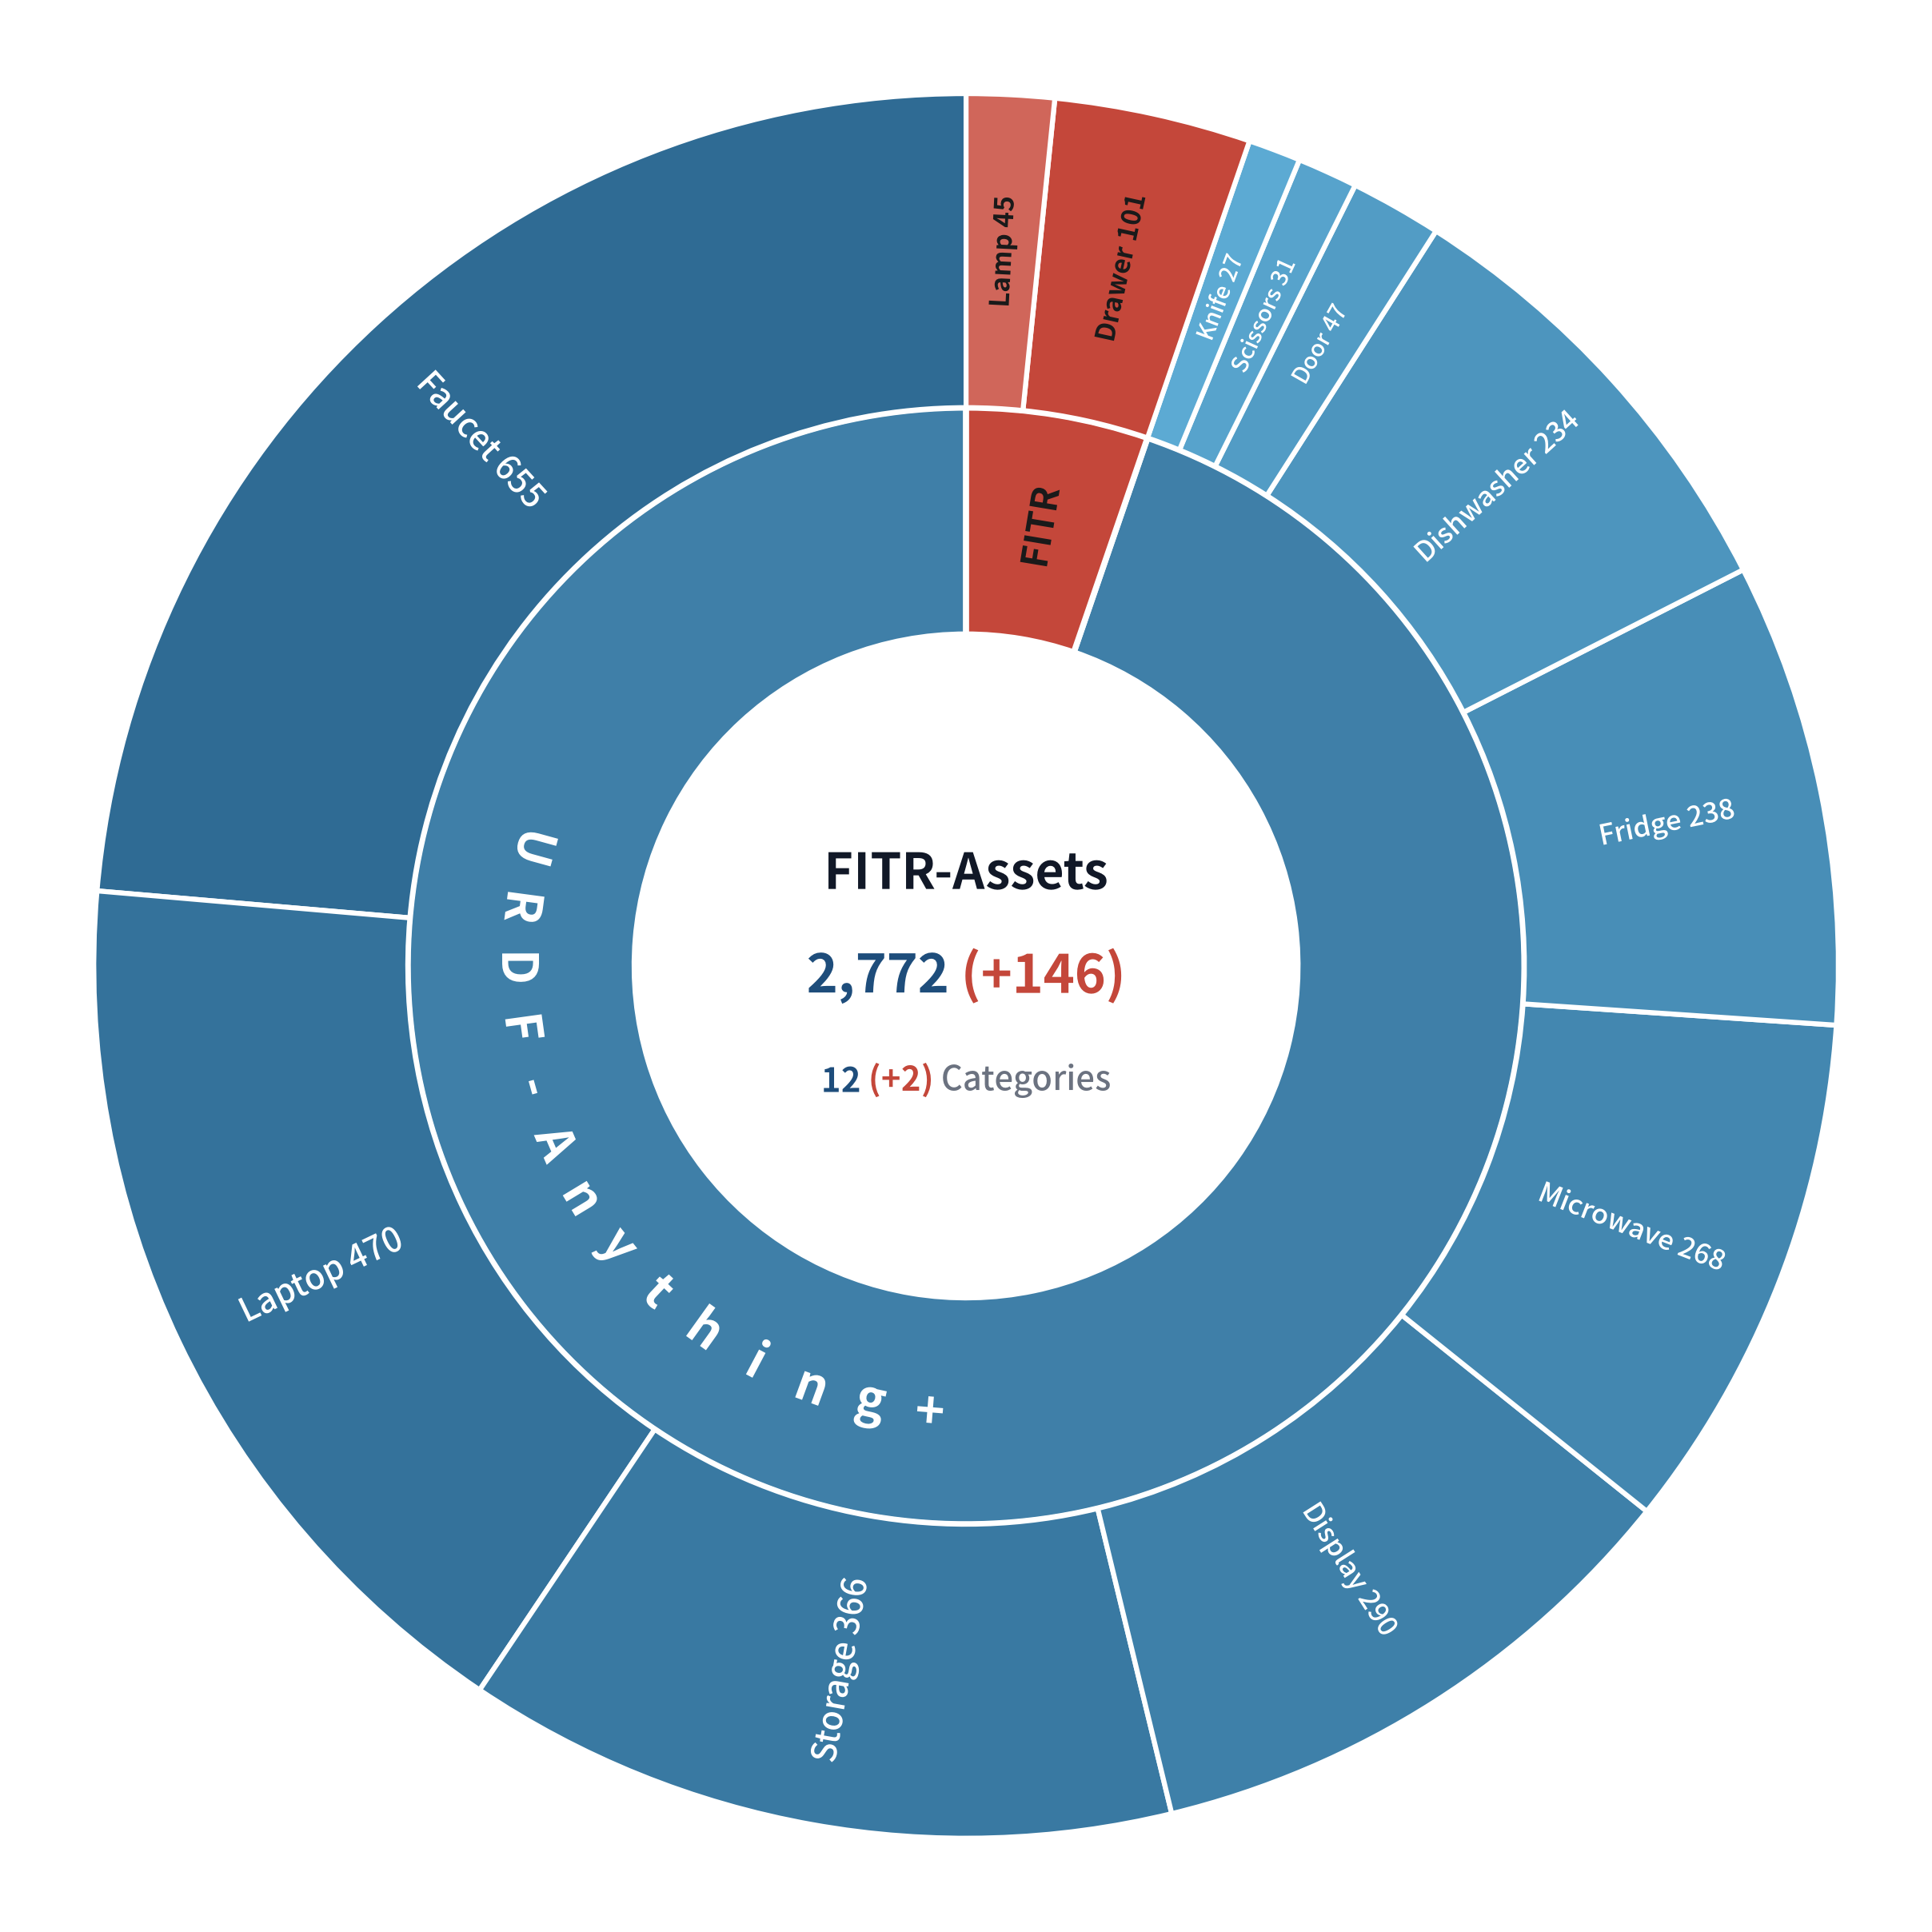 FITR-Assets
2,772 (+146)
12 (+2) Categories
FITR
URDF-Anything+
Lamp 45
Drawer 101
Knife 27
Scissors 31
Door 47
Dishwasher 234
Fridge 238
Microwave 268
Display 290
Storage 366
Laptop 470
Faucet 655